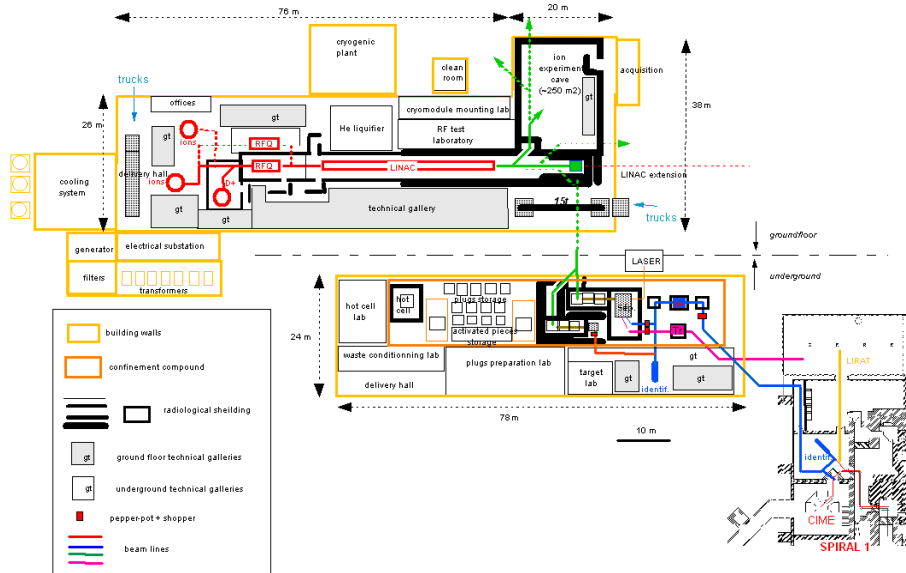 76 m
20 m
cryogenic
plant
clean
room
ion
experiment
cave
(~250 m2)
acquisition
trucks
offices
gt
cryomodule mounting lab
gt
38 m
26 m
gt
He liquifier
RF test
laboratory
ions
RFQ
cooling
system
delivery hall
ions
RFQ
LINAC
D+
LINAC extension
gt
gt
technical gallery
15t
trucks
generator
electrical substation
groundfloor
LASER
filters
transformers
underground
hot cell
lab
hot
cell
plugs storage
activated pieces
storage
24 m
building walls
confinement compound
waste conditionning lab
plugs preparation lab
target
lab
gt
gt
gt
delivery hall
identif.
LIRAT
radiological sheilding
78 m
10 m
gt
ground floor technical galleries
gt
underground technical galleries
identif.
pepper-pot + shopper
CIME
beam lines
SPIRAL 1